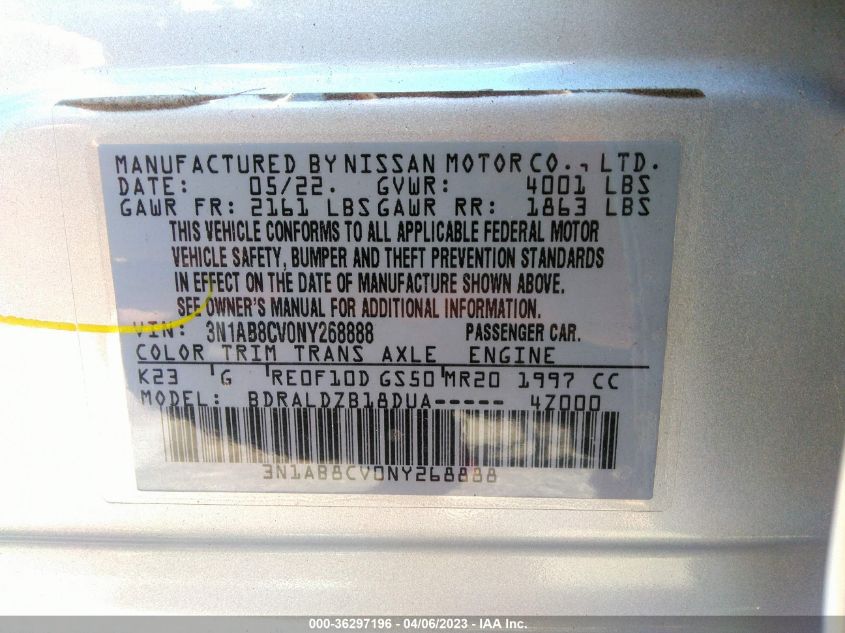 MANUFACTURED BY NISSAN MOTOR CO., LTD.
DATE: 05/22. GVWR: 4001 LBS
GAWR FR: 2161 LBS GAWR RR: 1863 LBS
THIS VEHICLE CONFORMS TO ALL APPLICABLE FEDERAL MOTOR
VEHICLE SAFETY, BUMPER AND THEFT PREVENTION STANDARDS
IN EFFECT ON THE DATE OF MANUFACTURE SHOWN ABOVE.
SEE OWNER'S MANUAL FOR ADDITIONAL INFORMATION.
VIN: 3N1AB8CV0NY268888 PASSENGER CAR.
COLOR TRIM TRANS AXLE ENGINE
K23 G RE0F10D GS50 MR20 1997 CC
MODEL: BDRALDZB18DUA----- 4Z000
3N1AB8CV0NY268888
000-36297196 - 04/06/2023 - IAA Inc.